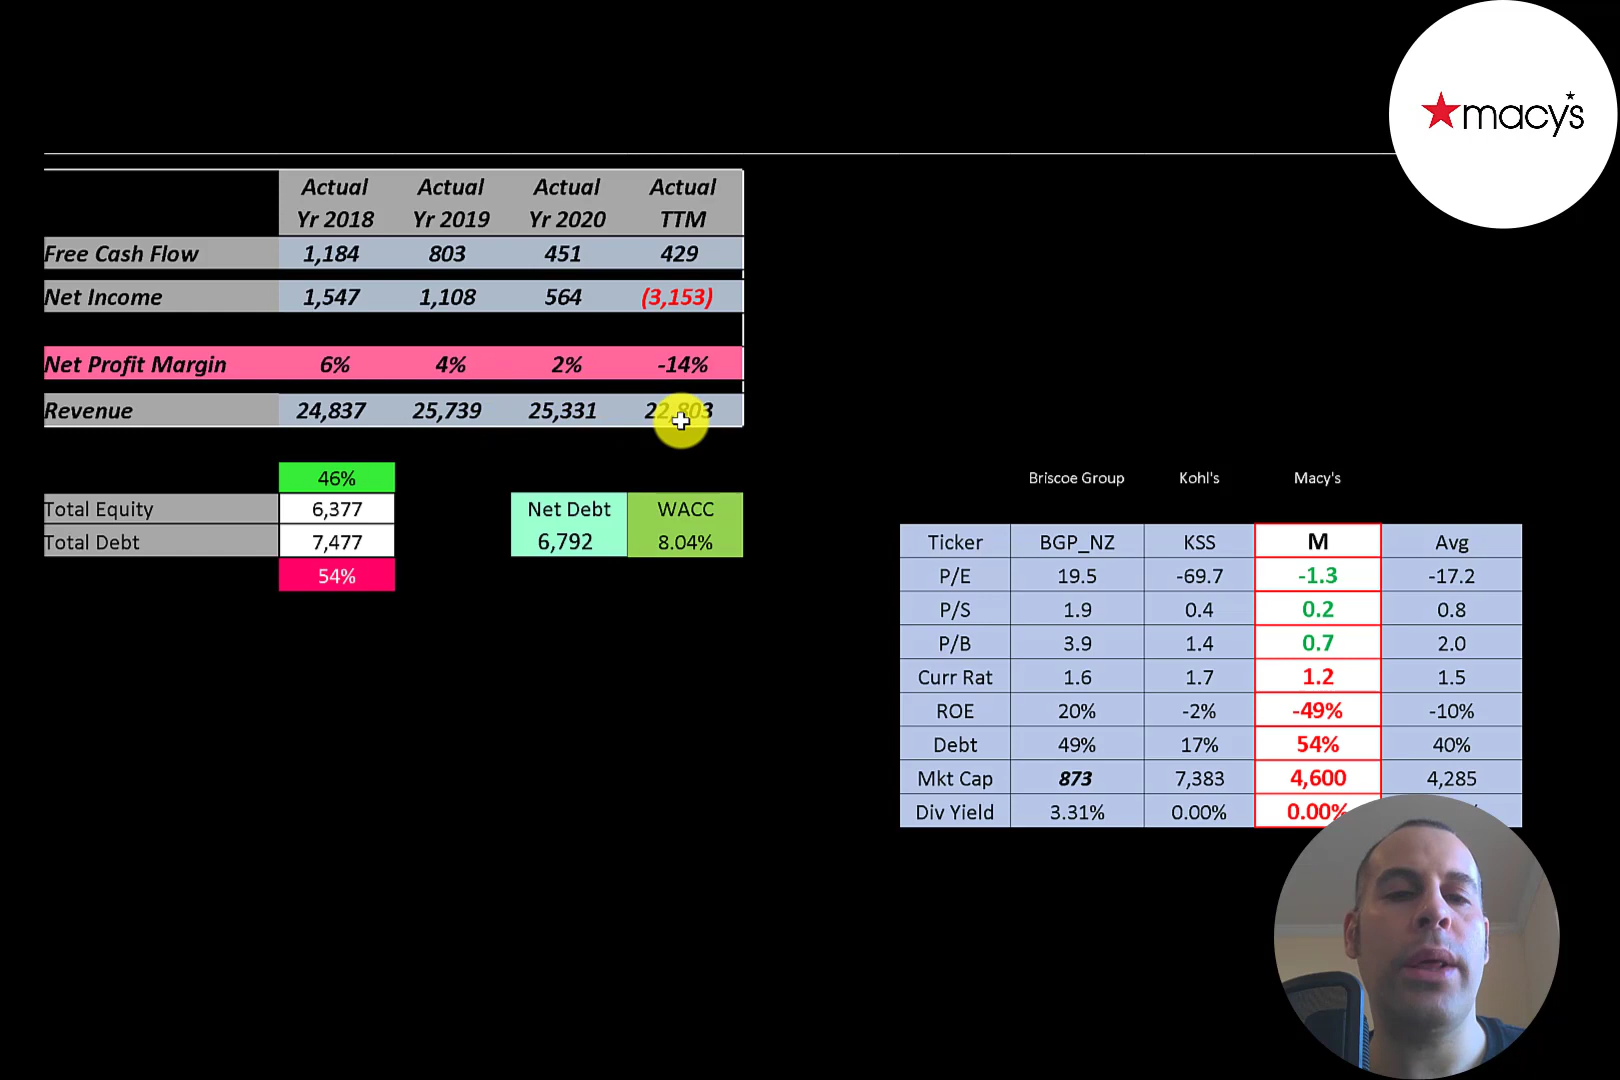 macy's
Actual Actual Actual Actual
Yr 2018 Yr 2019 Yr 2020 TTM
Free Cash Flow 1,184 803 451 429
Net Income 1,547 1,108 564 (3,153)
Net Profit Margin 6% 4% 2% -14%
Revenue 24,837 25,739 25,331 22,803
46%
Total Equity 6,377
Total Debt 7,477
54%
Net Debt WACC
6,792 8.04%
Briscoe Group Kohl's Macy's
Ticker BGP_NZ KSS M Avg
P/E 19.5 -69.7 -1.3 -17.2
P/S 1.9 0.4 0.2 0.8
P/B 3.9 1.4 0.7 2.0
Curr Rat 1.6 1.7 1.2 1.5
ROE 20% -2% -49% -10%
Debt 49% 17% 54% 40%
Mkt Cap 873 7,383 4,600 4,285
Div Yield 3.31% 0.00% 0.00%